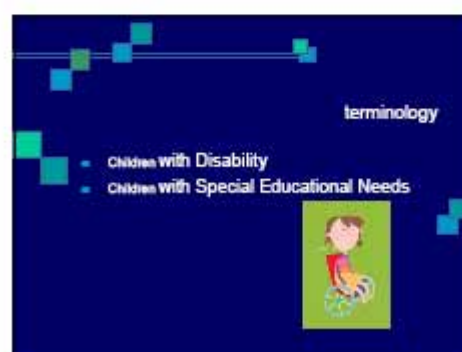 terminology
Children with Disability
Children with Special Educational Needs